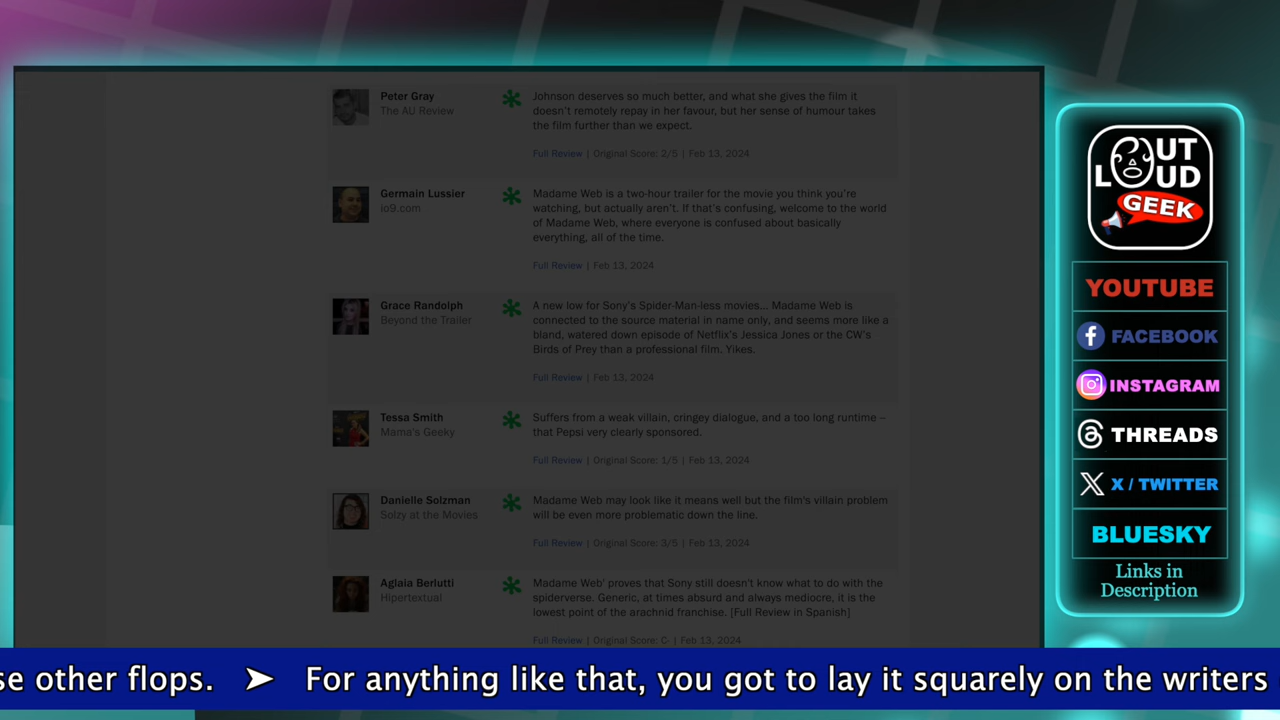 Peter Gray
The AU Review
Johnson deserves so much better, and what she gives the film it
doesn't remotely repay in her favour, but her sense of humour takes
the film further than we expect.
Full Review | Original Score: 2/5 | Feb 13, 2024
Germain Lussier
io9.com
Madame Web is a two-hour trailer for the movie you think you're
watching, but actually aren't. If that's confusing, welcome to the world
of Madame Web, where everyone is confused about basically
everything, all of the time.
Full Review | Feb 13, 2024
Grace Randolph
Beyond the Trailer
A new low for Sony's Spider-Man-less movies... Madame Web is
connected to the source material in name only, and seems more like a
bland, watered down episode of Netflix's Jessica Jones or the CW's
Birds of Prey than a professional film. Yikes.
Full Review | Feb 13, 2024
Tessa Smith
Mama's Geeky
Suffers from a weak villain, cringey dialogue, and a too long runtime –
that Pepsi very clearly sponsored.
Full Review | Original Score: 1/5 | Feb 13, 2024
Danielle Solzman
Solzy at the Movies
Madame Web may look like it means well but the film's villain problem
will be even more problematic down the line.
Full Review | Original Score: 3/5 | Feb 13, 2024
Aglaia Berlutti
Hipertextual
Madame Web' proves that Sony still doesn't know what to do with the
spiderverse. Generic, at times absurd and always mediocre, it is the
lowest point of the arachnid franchise. [Full Review in Spanish]
Full Review | Original Score: C- | Feb 13, 2024
OUT
LOUD
GEEK
YOUTUBE
FACEBOOK
INSTAGRAM
THREADS
X / TWITTER
BLUESKY
Links in
Description
se other flops. ➤ For anything like that, you got to lay it squarely on the writers